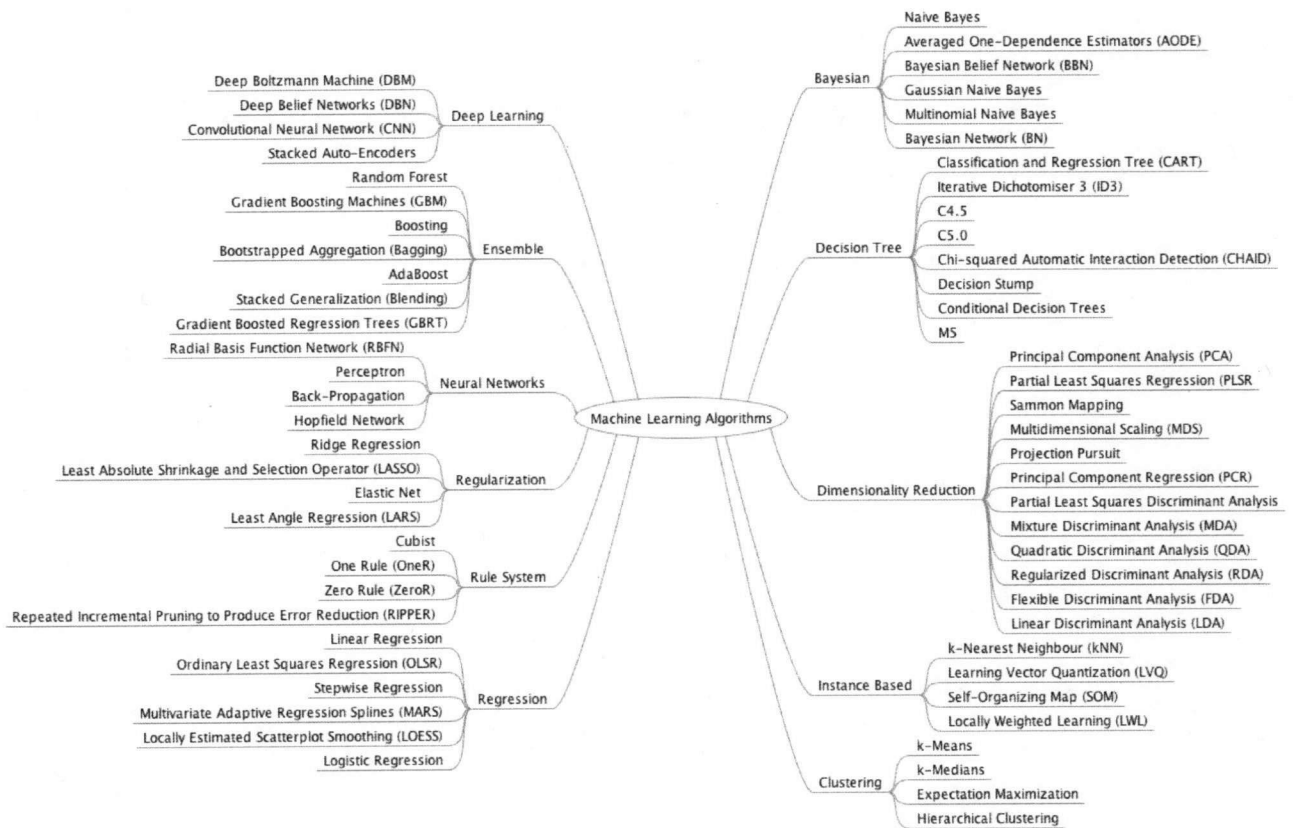 Machine Learning Algorithms
Deep Learning
Deep Boltzmann Machine (DBM)
Deep Belief Networks (DBN)
Convolutional Neural Network (CNN)
Stacked Auto-Encoders
Ensemble
Random Forest
Gradient Boosting Machines (GBM)
Boosting
Bootstrapped Aggregation (Bagging)
AdaBoost
Stacked Generalization (Blending)
Gradient Boosted Regression Trees (GBRT)
Neural Networks
Radial Basis Function Network (RBFN)
Perceptron
Back-Propagation
Hopfield Network
Regularization
Ridge Regression
Least Absolute Shrinkage and Selection Operator (LASSO)
Elastic Net
Least Angle Regression (LARS)
Rule System
Cubist
One Rule (OneR)
Zero Rule (ZeroR)
Repeated Incremental Pruning to Produce Error Reduction (RIPPER)
Regression
Linear Regression
Ordinary Least Squares Regression (OLSR)
Stepwise Regression
Multivariate Adaptive Regression Splines (MARS)
Locally Estimated Scatterplot Smoothing (LOESS)
Logistic Regression
Bayesian
Naive Bayes
Averaged One-Dependence Estimators (AODE)
Bayesian Belief Network (BBN)
Gaussian Naive Bayes
Multinomial Naive Bayes
Bayesian Network (BN)
Decision Tree
Classification and Regression Tree (CART)
Iterative Dichotomiser 3 (ID3)
C4.5
C5.0
Chi-squared Automatic Interaction Detection (CHAID)
Decision Stump
Conditional Decision Trees
M5
Dimensionality Reduction
Principal Component Analysis (PCA)
Partial Least Squares Regression (PLSR
Sammon Mapping
Multidimensional Scaling (MDS)
Projection Pursuit
Principal Component Regression (PCR)
Partial Least Squares Discriminant Analysis
Mixture Discriminant Analysis (MDA)
Quadratic Discriminant Analysis (QDA)
Regularized Discriminant Analysis (RDA)
Flexible Discriminant Analysis (FDA)
Linear Discriminant Analysis (LDA)
Instance Based
k-Nearest Neighbour (kNN)
Learning Vector Quantization (LVQ)
Self-Organizing Map (SOM)
Locally Weighted Learning (LWL)
Clustering
k-Means
k-Medians
Expectation Maximization
Hierarchical Clustering